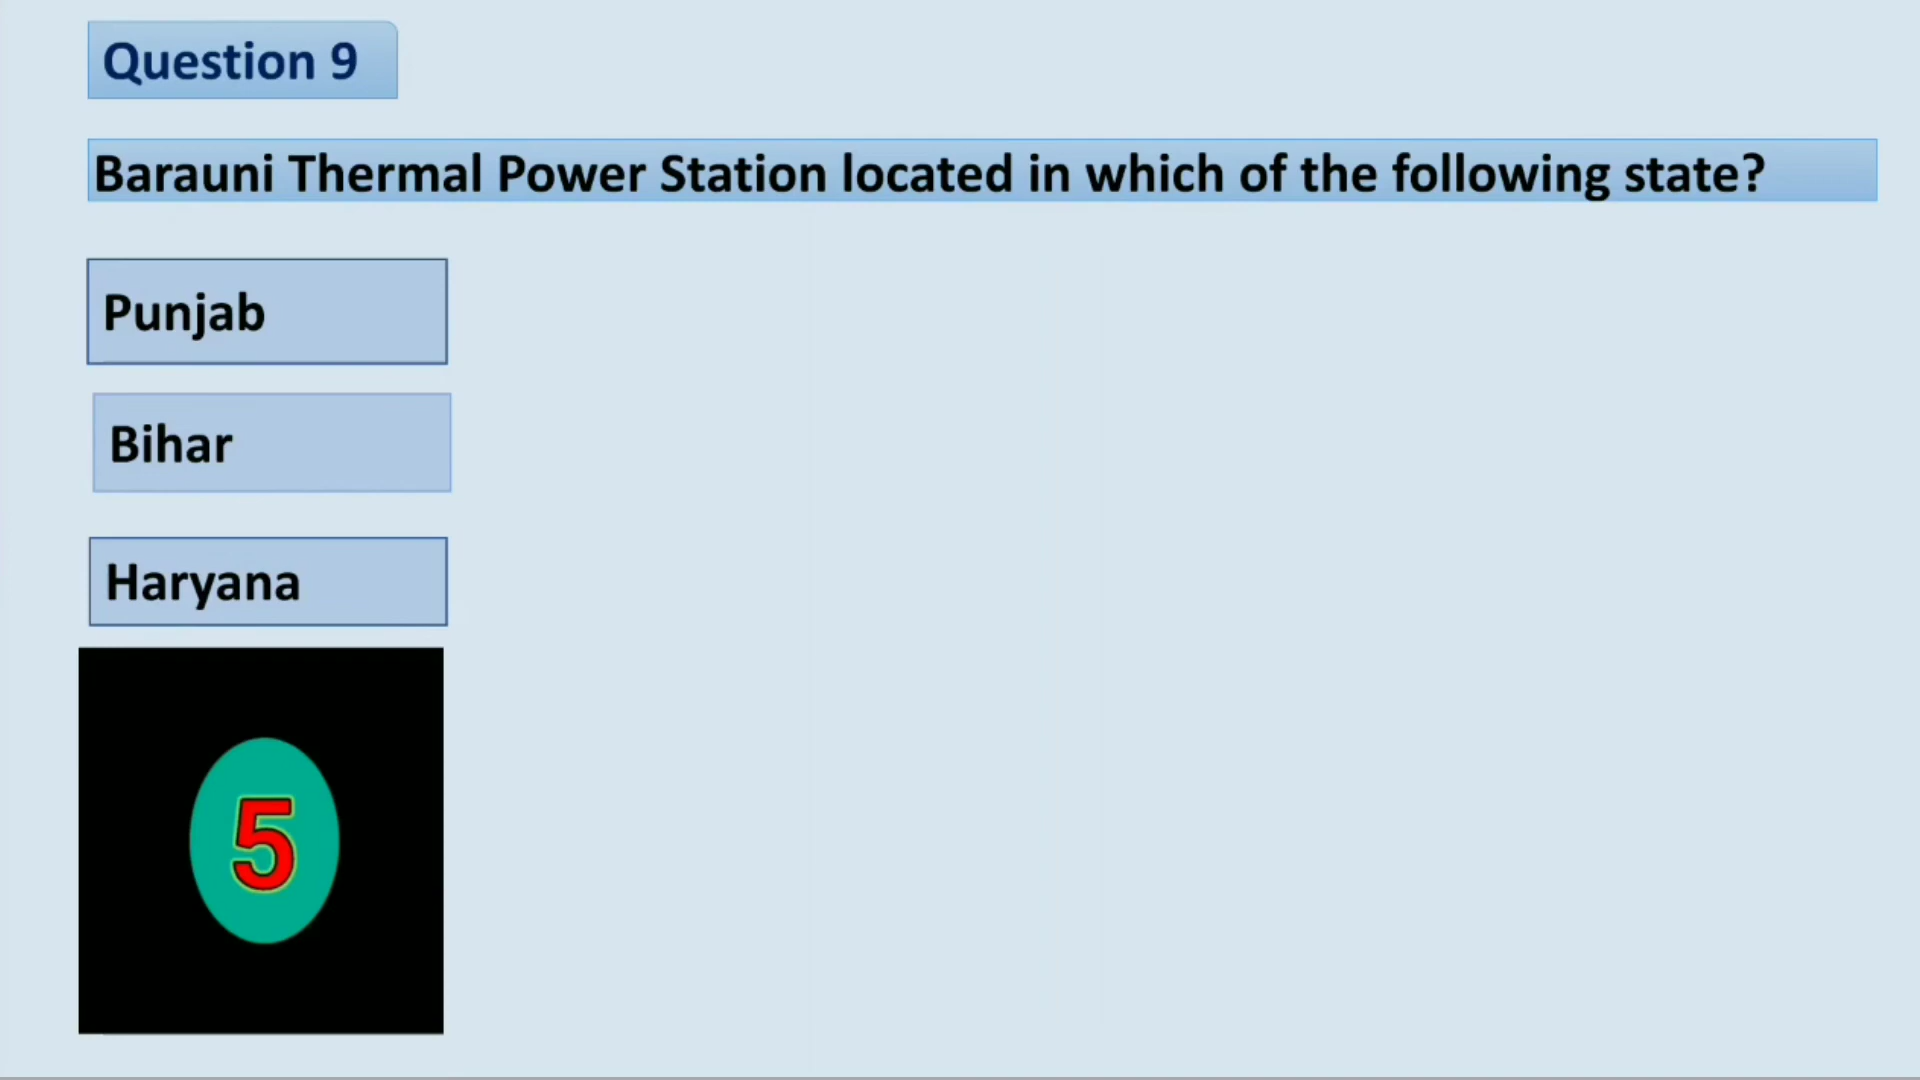 Question 9
Barauni Thermal Power Station located in which of the following state?
Punjab
Bihar
Haryana
5